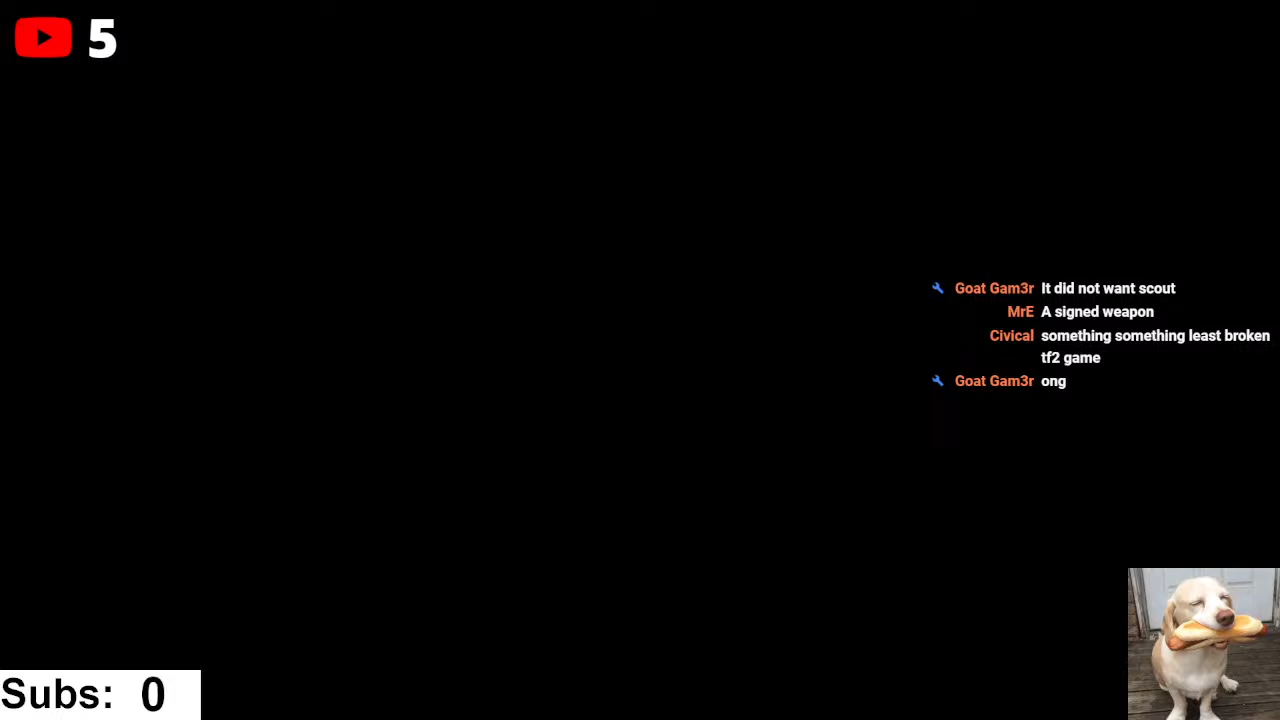 5
Goat Gam3r It did not want scout
MrE A signed weapon
Civical something something least broken
tf2 game
Goat Gam3r ong
Subs: 0